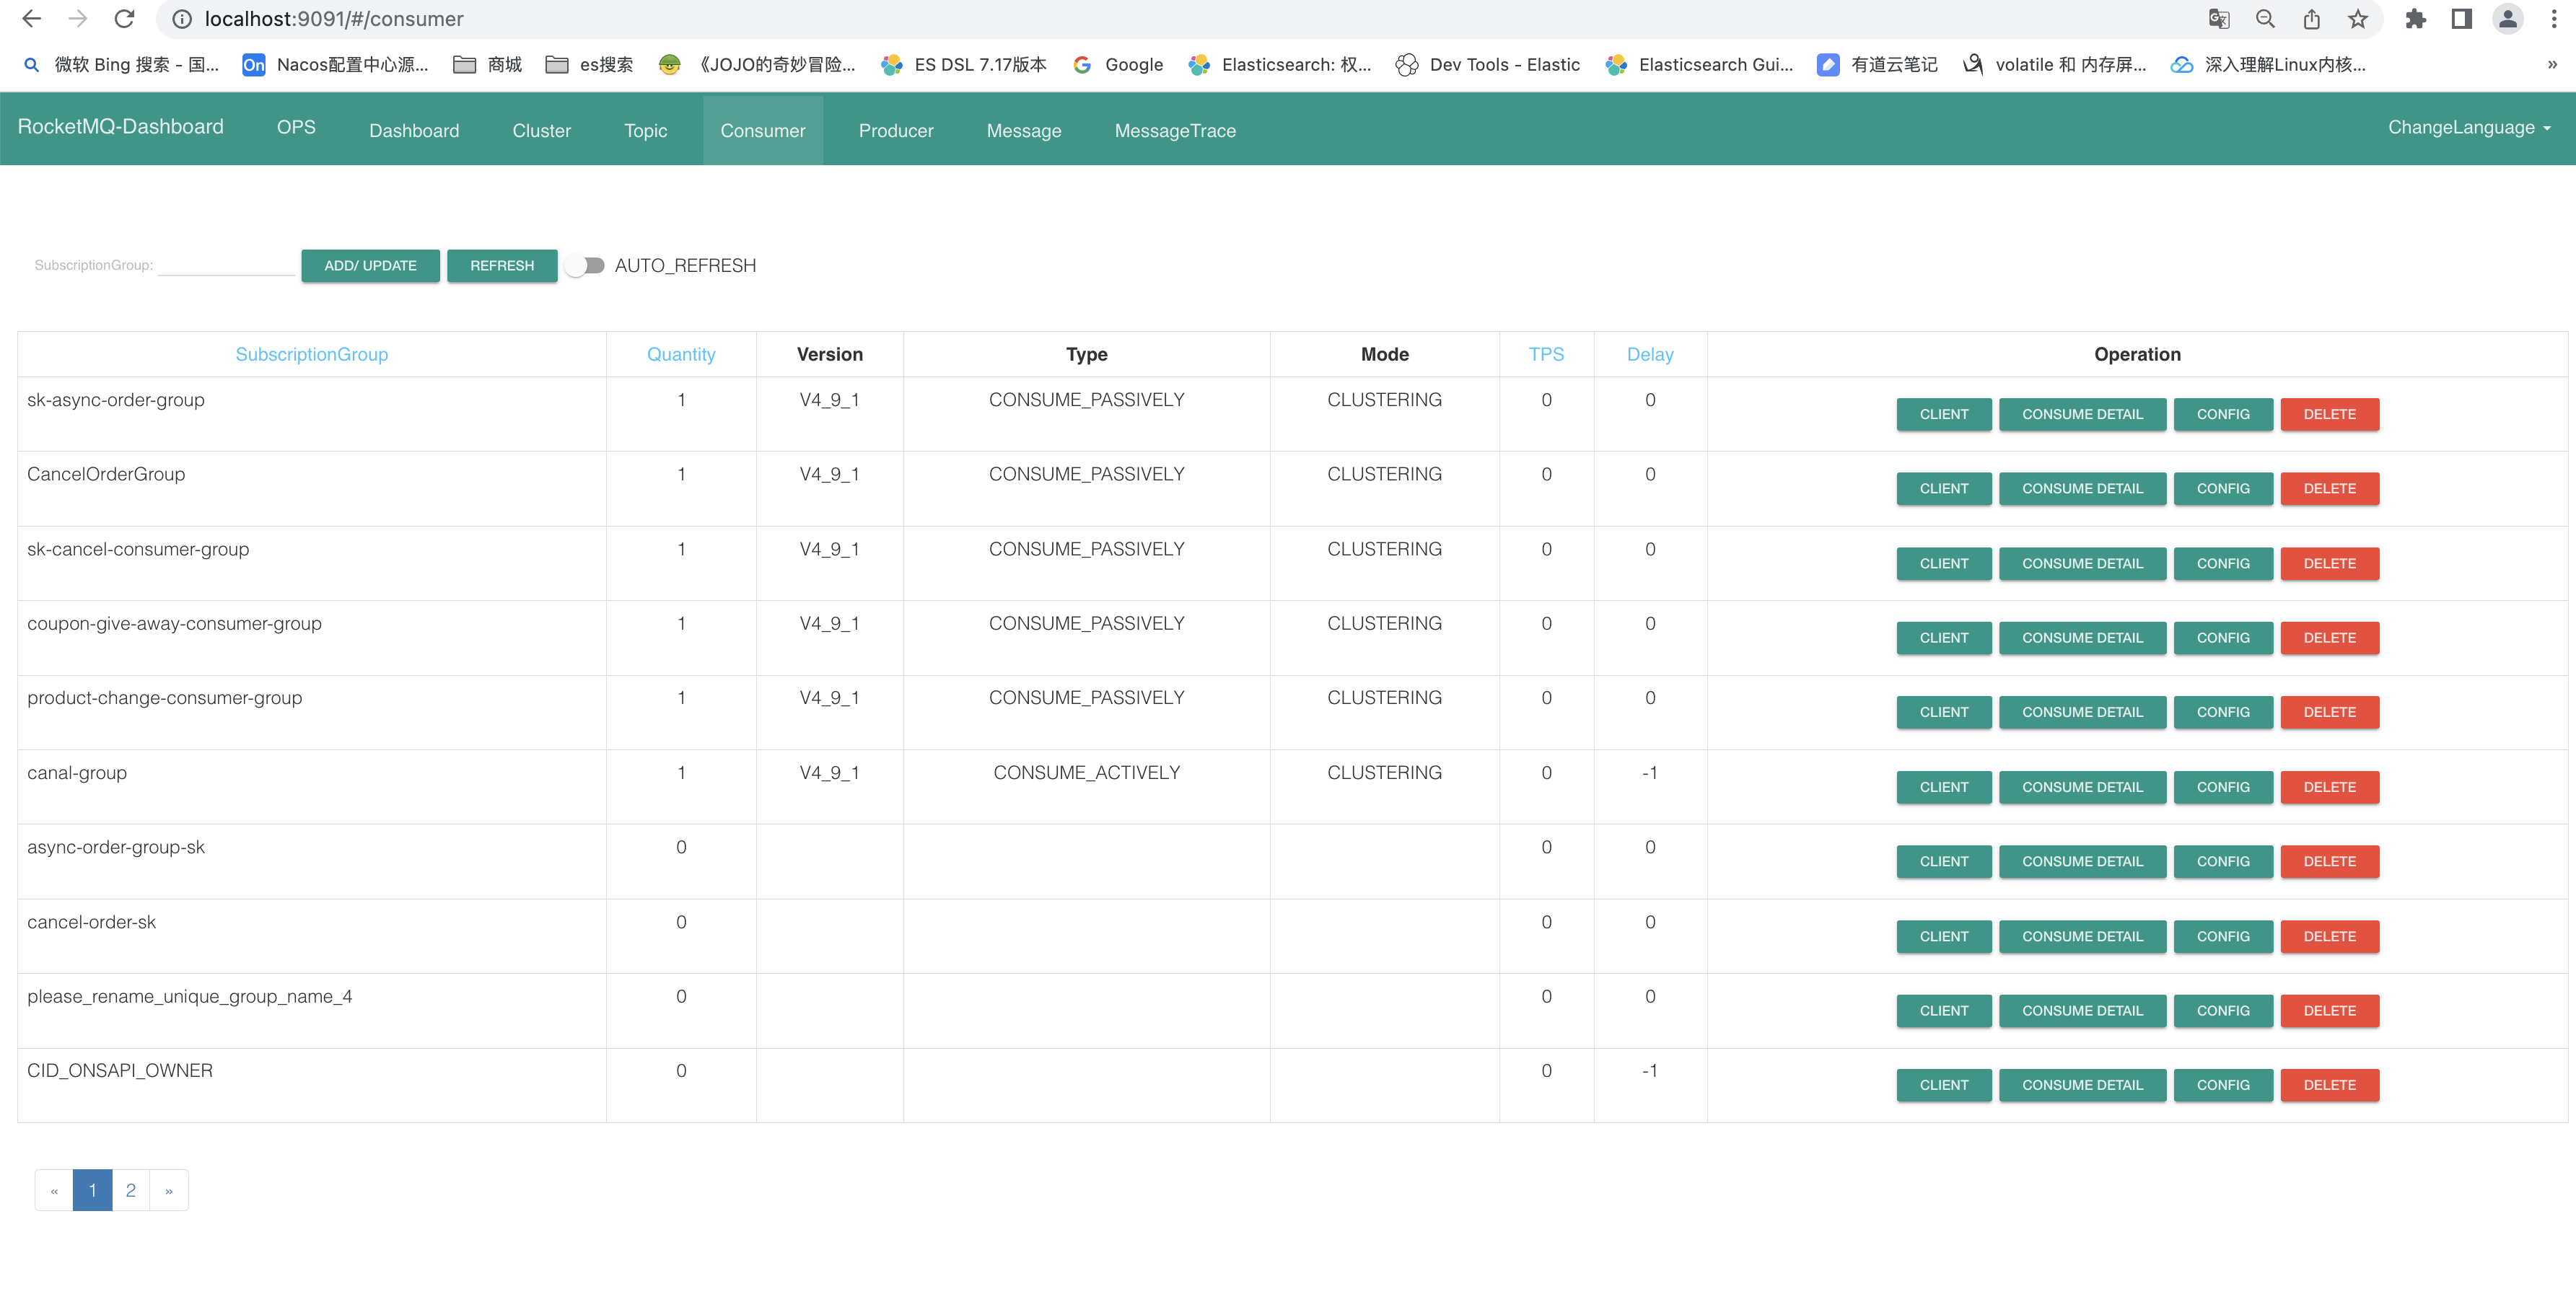 localhost:9091/#/consumer
微软 Bing 搜索 - 国... On Nacos配置中心源... 商城 es搜索 《JOJO的奇妙冒险... ES DSL 7.17版本 Google Elasticsearch: 权... Dev Tools - Elastic Elasticsearch Gui... 有道云笔记 volatile 和 内存屏... 深入理解Linux内核... »
RocketMQ-Dashboard OPS Dashboard Cluster Topic Consumer Producer Message MessageTrace ChangeLanguage
SubscriptionGroup: ADD/ UPDATE REFRESH AUTO_REFRESH
SubscriptionGroup Quantity Version Type Mode TPS Delay Operation
sk-async-order-group 1 V4_9_1 CONSUME_PASSIVELY CLUSTERING 0 0 CLIENT CONSUME DETAIL CONFIG DELETE
CancelOrderGroup 1 V4_9_1 CONSUME_PASSIVELY CLUSTERING 0 0 CLIENT CONSUME DETAIL CONFIG DELETE
sk-cancel-consumer-group 1 V4_9_1 CONSUME_PASSIVELY CLUSTERING 0 0 CLIENT CONSUME DETAIL CONFIG DELETE
coupon-give-away-consumer-group 1 V4_9_1 CONSUME_PASSIVELY CLUSTERING 0 0 CLIENT CONSUME DETAIL CONFIG DELETE
product-change-consumer-group 1 V4_9_1 CONSUME_PASSIVELY CLUSTERING 0 0 CLIENT CONSUME DETAIL CONFIG DELETE
canal-group 1 V4_9_1 CONSUME_ACTIVELY CLUSTERING 0 -1 CLIENT CONSUME DETAIL CONFIG DELETE
async-order-group-sk 0 0 0 CLIENT CONSUME DETAIL CONFIG DELETE
cancel-order-sk 0 0 0 CLIENT CONSUME DETAIL CONFIG DELETE
please_rename_unique_group_name_4 0 0 0 CLIENT CONSUME DETAIL CONFIG DELETE
CID_ONSAPI_OWNER 0 0 -1 CLIENT CONSUME DETAIL CONFIG DELETE
« 1 2 »